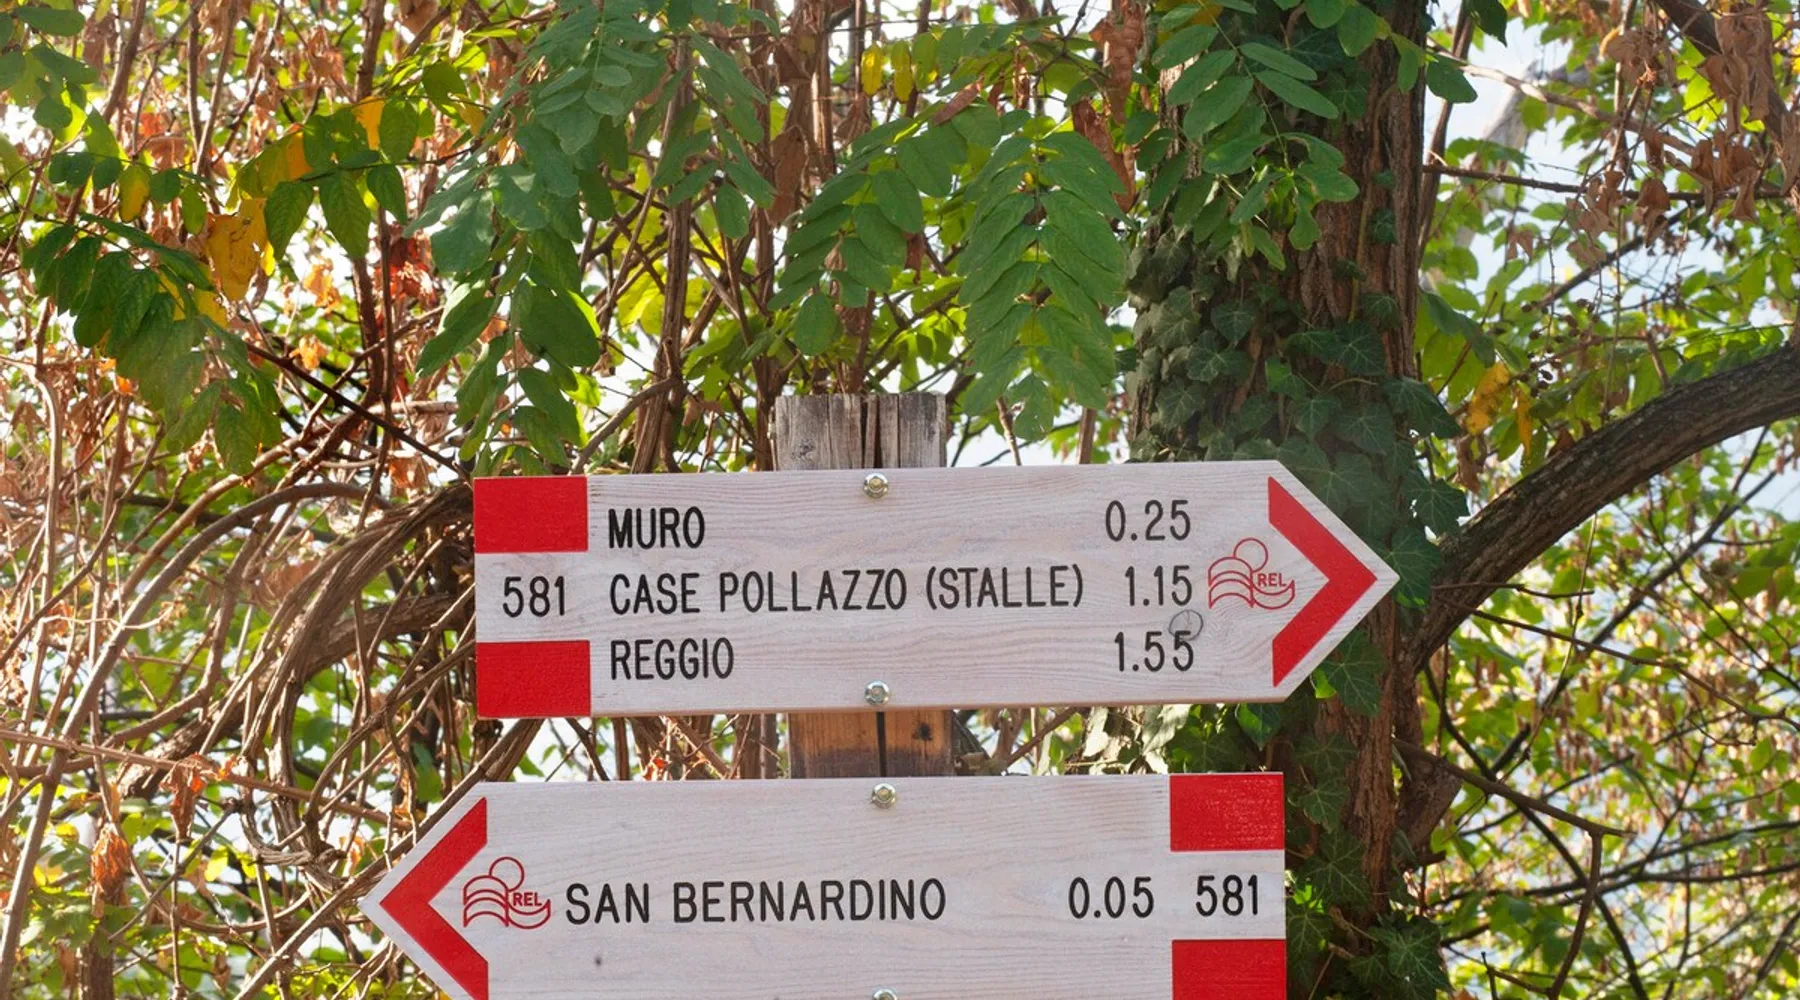 MURO 0.25
581 CASE POLLAZZO (STALLE) 1.15 REL
REGGIO 1.55
REL SAN BERNARDINO 0.05 581